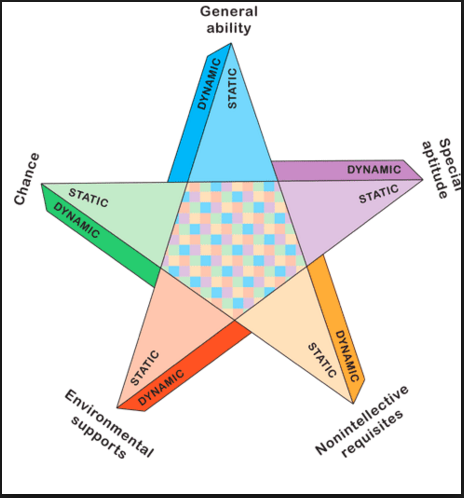 General
ability
DYNAMIC
STATIC
Special
aptitude
DYNAMIC
STATIC
Chance
STATIC
DYNAMIC
STATIC
DYNAMIC
STATIC
DYNAMIC
Environmental
supports
Nonintellective
requisites